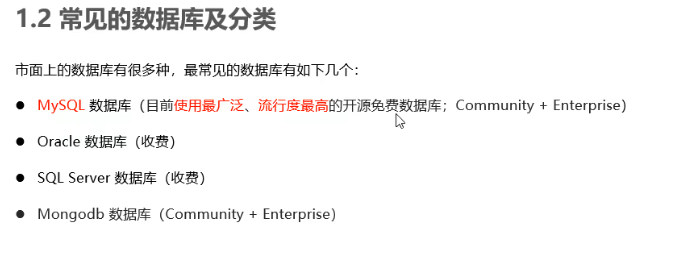 1.2 常见的数据库及分类
市面上的数据库有很多种，最常见的数据库有如下几个：
● MySQL 数据库（目前使用最广泛、流行度最高的开源免费数据库；Community + Enterprise）
● Oracle 数据库（收费）
● SQL Server 数据库（收费）
● Mongodb 数据库（Community + Enterprise）